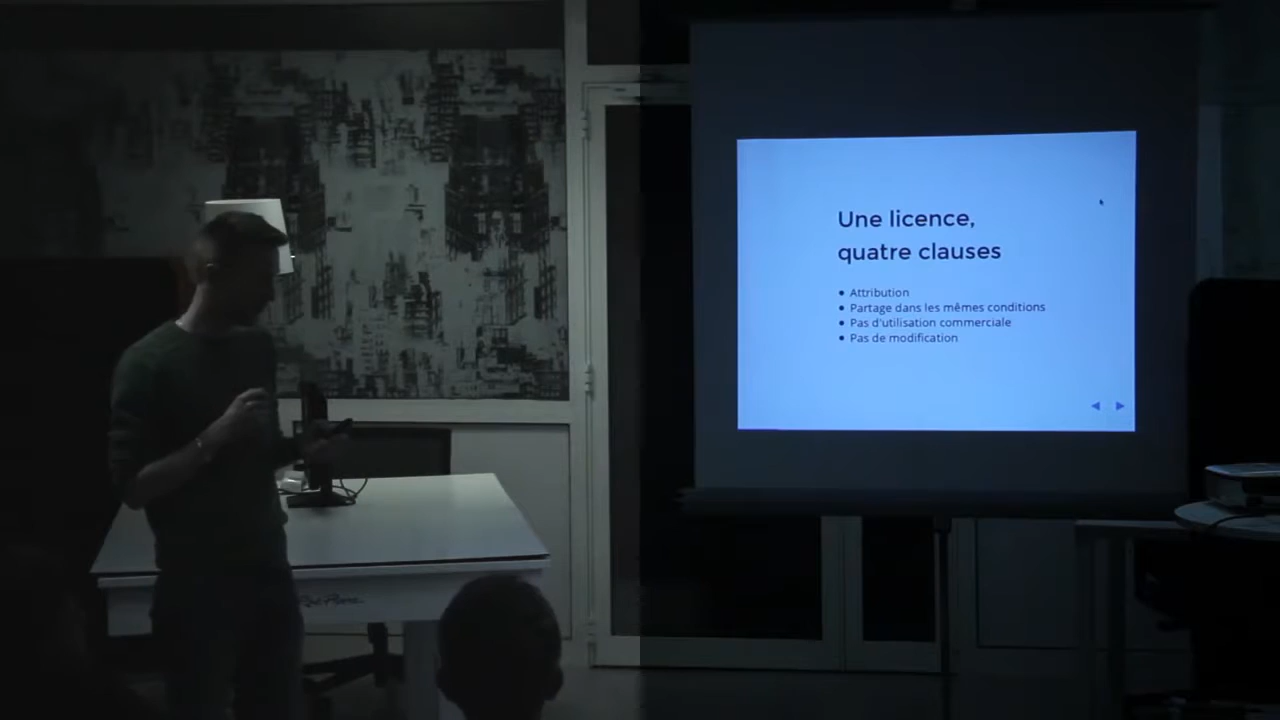 Une licence,
quatre clauses
• Attribution
• Partage dans les mêmes conditions
• Pas d'utilisation commerciale
• Pas de modification